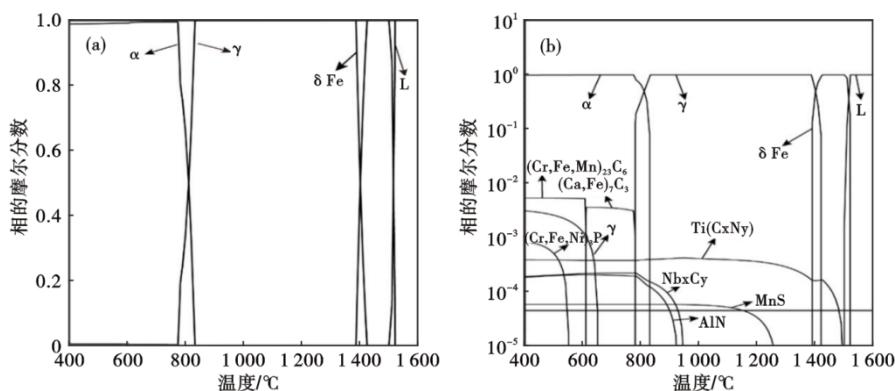 (a)
α
γ
δ Fe
L
相的摩尔分数
1.0
0.8
0.6
0.4
0.2
0
400
800
1 000
1 200
1 400
1 600
温度/℃
(b)
α
γ
δ Fe
L
(Cr,Fe,Mn)23C6
(Ca,Fe)7C3
(Cr,Fe,Ni)3P
γ
Ti(CxNy)
NbxCy
MnS
AlN
相的摩尔分数
10¹
10⁰
10⁻¹
10⁻²
10⁻³
10⁻⁴
10⁻⁵
400
600
800
1 000
1 200
1 400
1 600
温度/℃